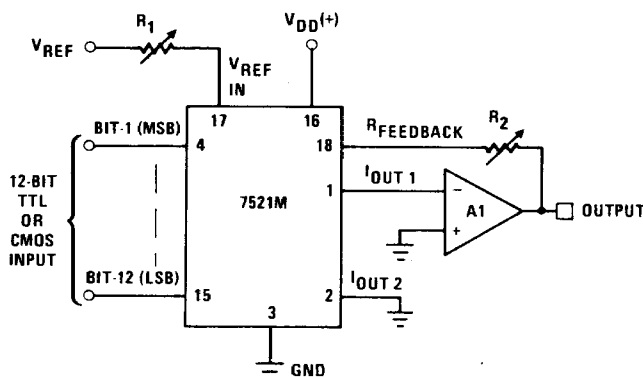 R1
VREF
VDD(+)
VREF
IN
17
16
BIT-1 (MSB)
4
18
RFEEDBACK
R2
12-BIT
TTL
OR
CMOS
INPUT
7521M
1
IOUT 1
−
A1
+
OUTPUT
BIT-12 (LSB)
15
2
IOUT 2
3
GND